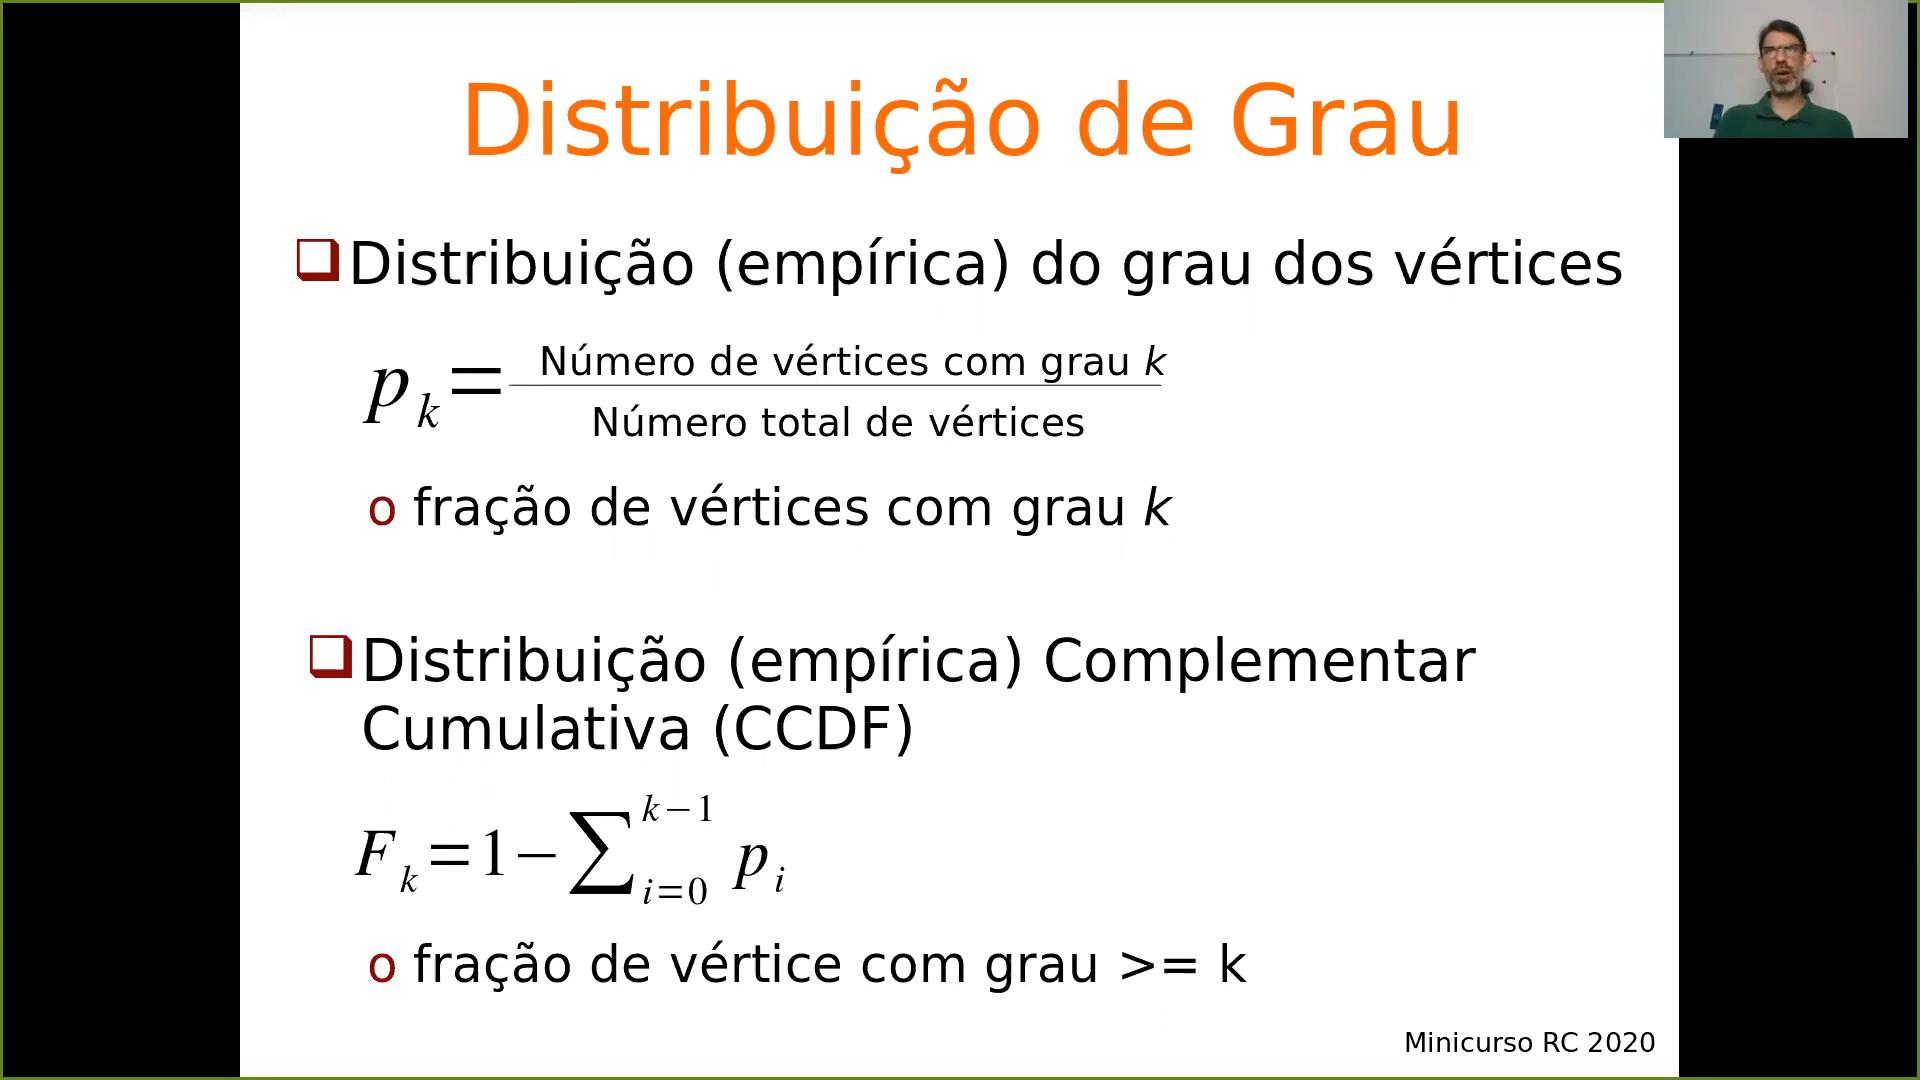 Distribuição de Grau
❑Distribuição (empírica) do grau dos vértices
p_k = Número de vértices com grau k / Número total de vértices
o fração de vértices com grau k
❑Distribuição (empírica) Complementar
Cumulativa (CCDF)
F_k = 1 − ∑_{i=0}^{k−1} p_i
o fração de vértice com grau >= k
Minicurso RC 2020